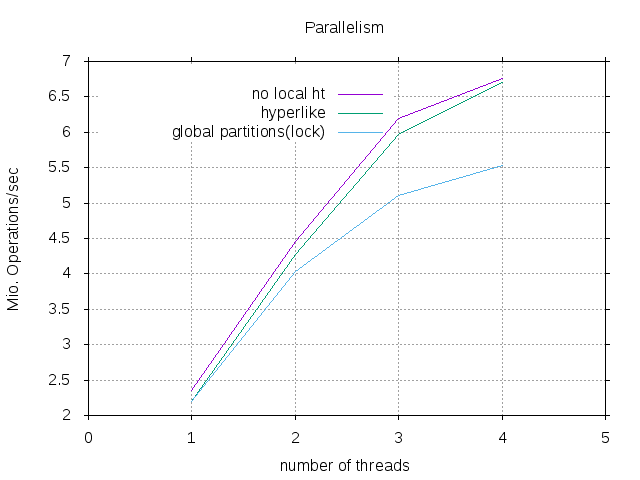 Parallelism
7
6.5
6
5.5
5
4.5
4
3.5
3
2.5
2
Mio. Operations/sec
no local ht
hyperlike
global partitions(lock)
0 1 2 3 4 5
number of threads